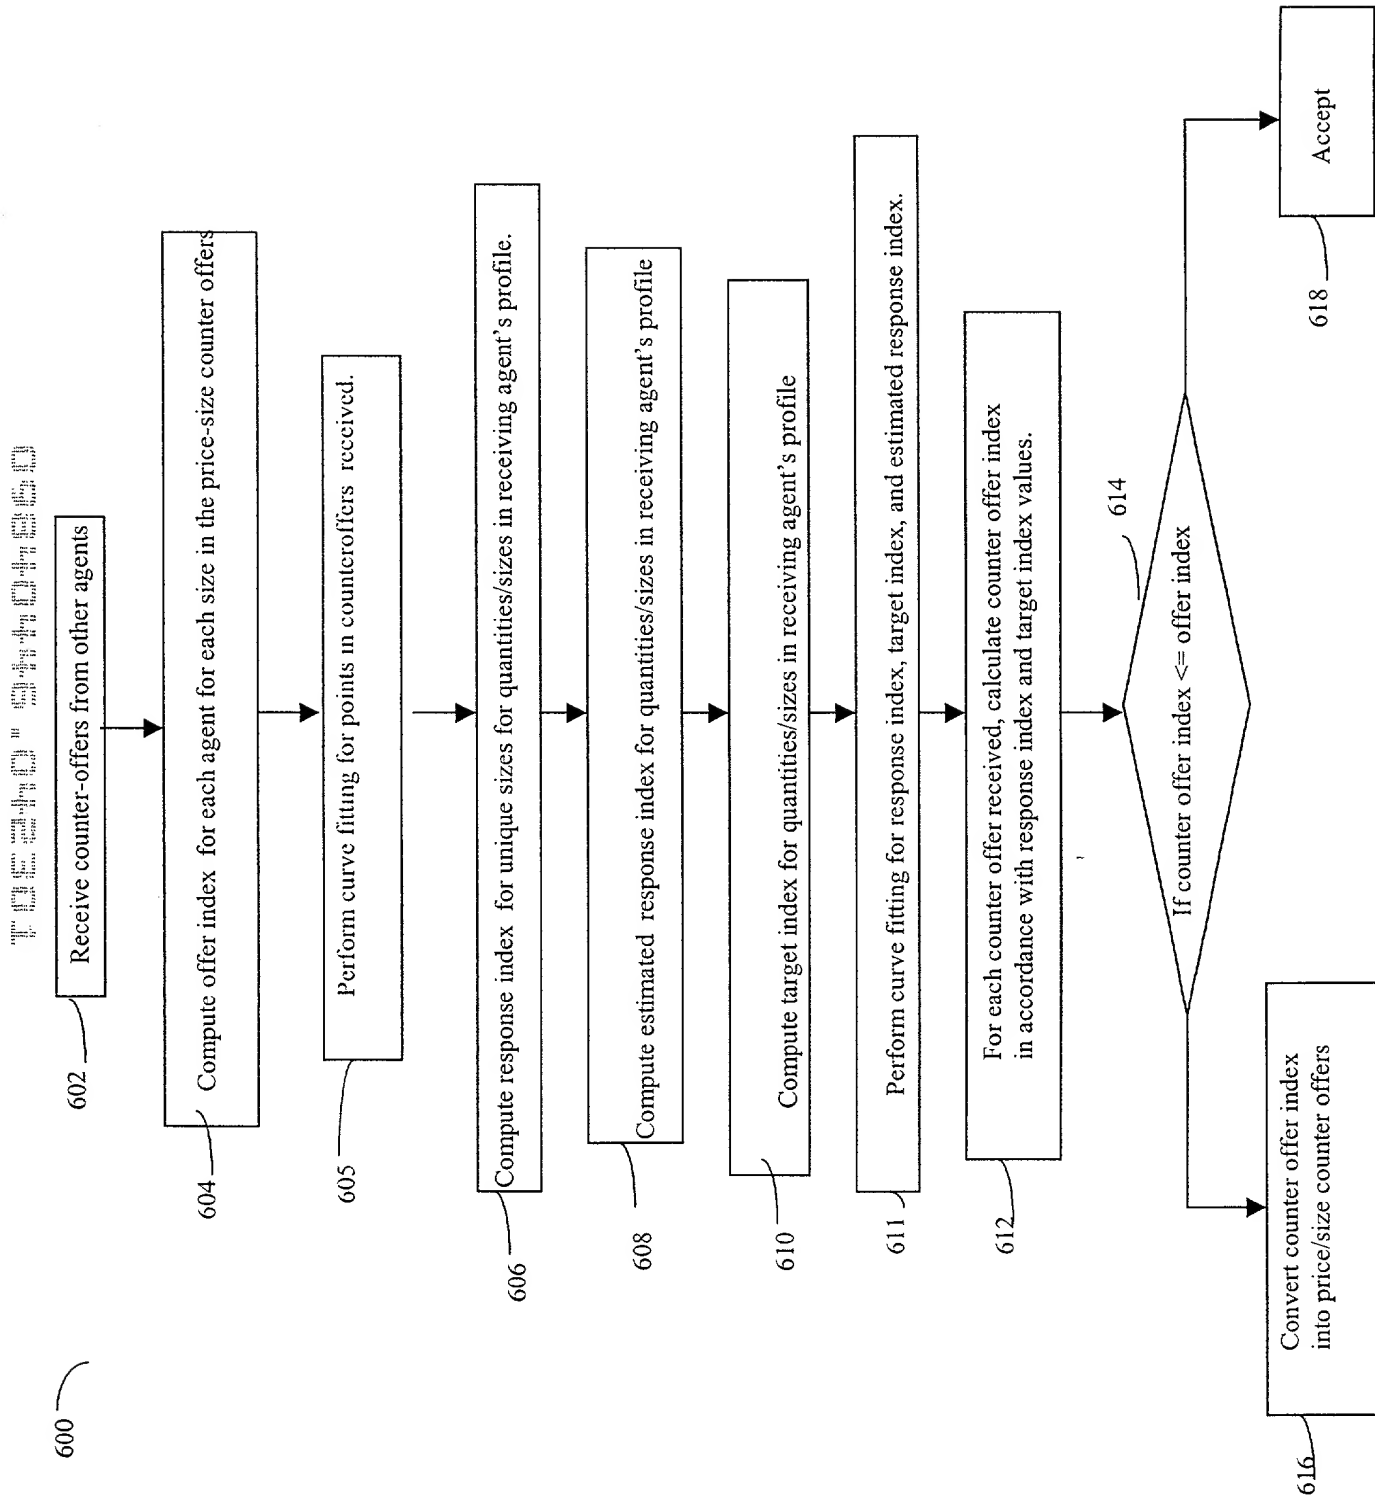 600
602
Receive counter-offers from other agents
604
Compute offer index for each agent for each size in the price-size counter offers
605
Perform curve fitting for points in counteroffers received.
606
Compute response index for unique sizes for quantities/sizes in receiving agent's profile.
608
Compute estimated response index for quantities/sizes in receiving agent's profile
610
Compute target index for quantities/sizes in receiving agent's profile
611
Perform curve fitting for response index, target index, and estimated response index.
612
For each counter offer received, calculate counter offer index
in accordance with response index and target index values.
614
If counter offer index <= offer index
616
Convert counter offer index
into price/size counter offers
618
Accept